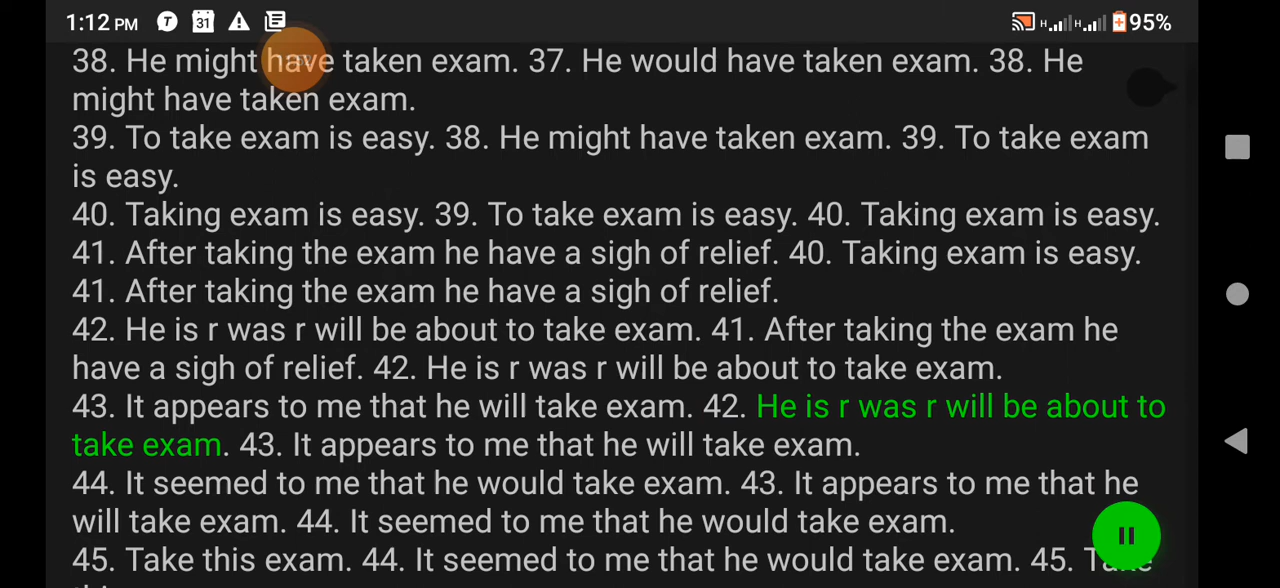 1:12 PM 31 H H 95%
38. He might have taken exam. 37. He would have taken exam. 38. He
might have taken exam.
39. To take exam is easy. 38. He might have taken exam. 39. To take exam
is easy.
40. Taking exam is easy. 39. To take exam is easy. 40. Taking exam is easy.
41. After taking the exam he have a sigh of relief. 40. Taking exam is easy.
41. After taking the exam he have a sigh of relief.
42. He is r was r will be about to take exam. 41. After taking the exam he
have a sigh of relief. 42. He is r was r will be about to take exam.
43. It appears to me that he will take exam. 42. He is r was r will be about to
take exam. 43. It appears to me that he will take exam.
44. It seemed to me that he would take exam. 43. It appears to me that he
will take exam. 44. It seemed to me that he would take exam.
45. Take this exam. 44. It seemed to me that he would take exam. 45. Take